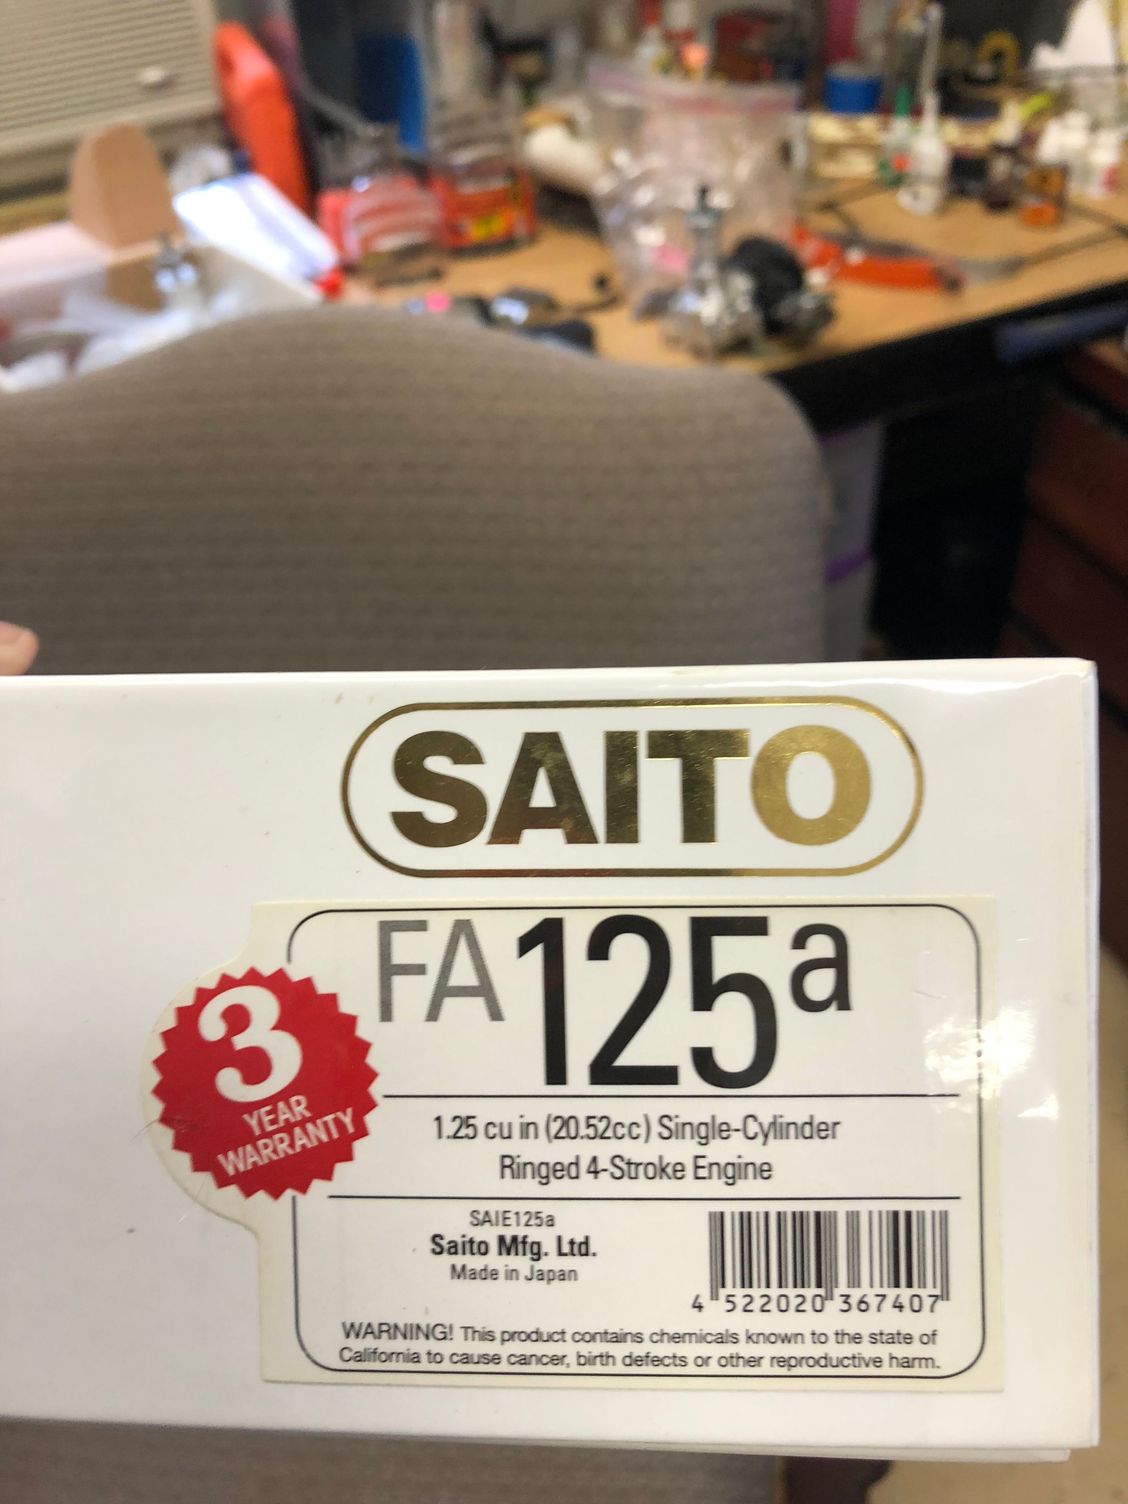 SAITO
FA125a
3
YEAR
WARRANTY
1.25 cu in (20.52cc) Single-Cylinder
Ringed 4-Stroke Engine
SAIE125a
Saito Mfg. Ltd.
Made in Japan
4 522020 367407
WARNING! This product contains chemicals known to the state of
California to cause cancer, birth defects or other reproductive harm.